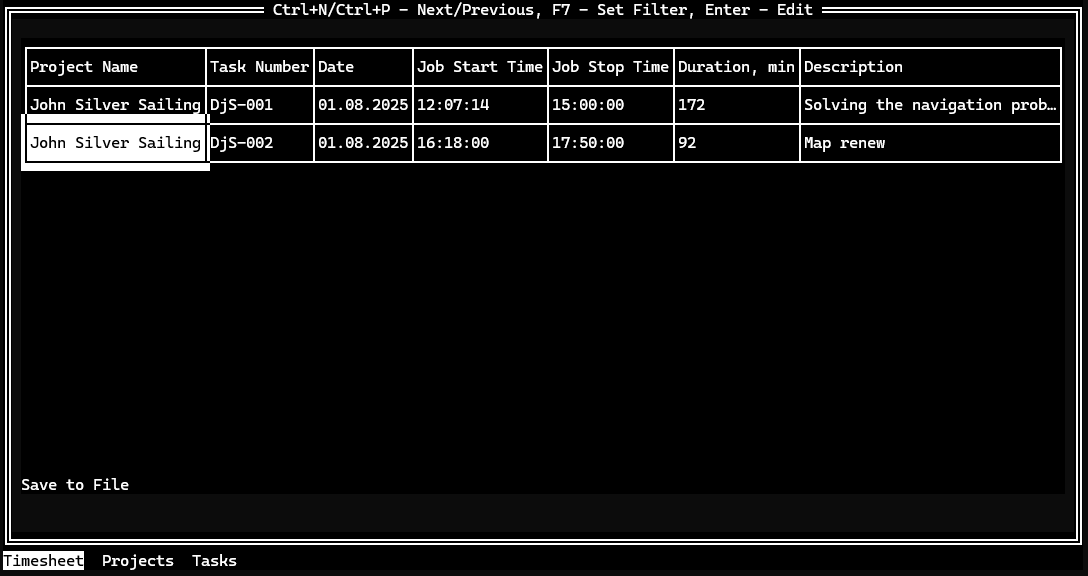 Ctrl+N/Ctrl+P - Next/Previous, F7 - Set Filter, Enter - Edit
Project Name Task Number Date Job Start Time Job Stop Time Duration, min Description
John Silver Sailing DjS-001 01.08.2025 12:07:14 15:00:00 172 Solving the navigation prob…
John Silver Sailing DjS-002 01.08.2025 16:18:00 17:50:00 92 Map renew
Save to File
Timesheet Projects Tasks